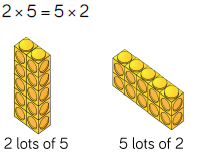 2 × 5 = 5 × 2
2 lots of 5
5 lots of 2